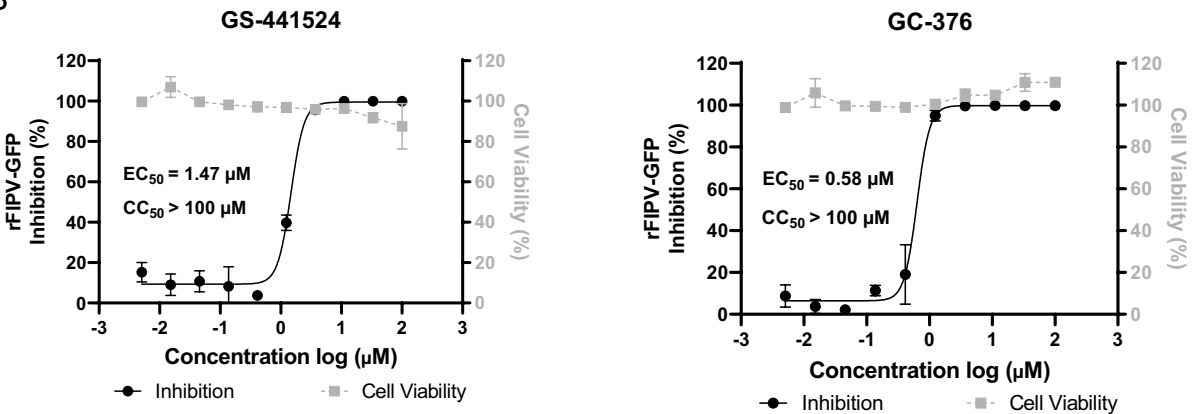 GS-441524
rFIPV-GFP
Inhibition (%)
120
100
80
60
40
20
0
EC50 = 1.47 µM
CC50 > 100 µM
120
100
80
60
40
20
0
Cell Viability (%)
-3 -2 -1 0 1 2 3
Concentration log (µM)
Inhibition Cell Viability
GC-376
rFIPV-GFP
Inhibition (%)
120
100
80
60
40
20
0
EC50 = 0.58 µM
CC50 > 100 µM
120
100
80
60
40
20
0
Cell Viability (%)
-3 -2 -1 0 1 2 3
Concentration log (µM)
Inhibition Cell Viability